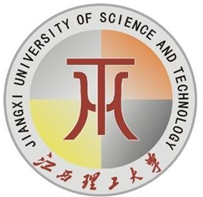 JIANGXI UNIVERSITY OF SCIENCE AND TECHNOLOGY
江西理工大学